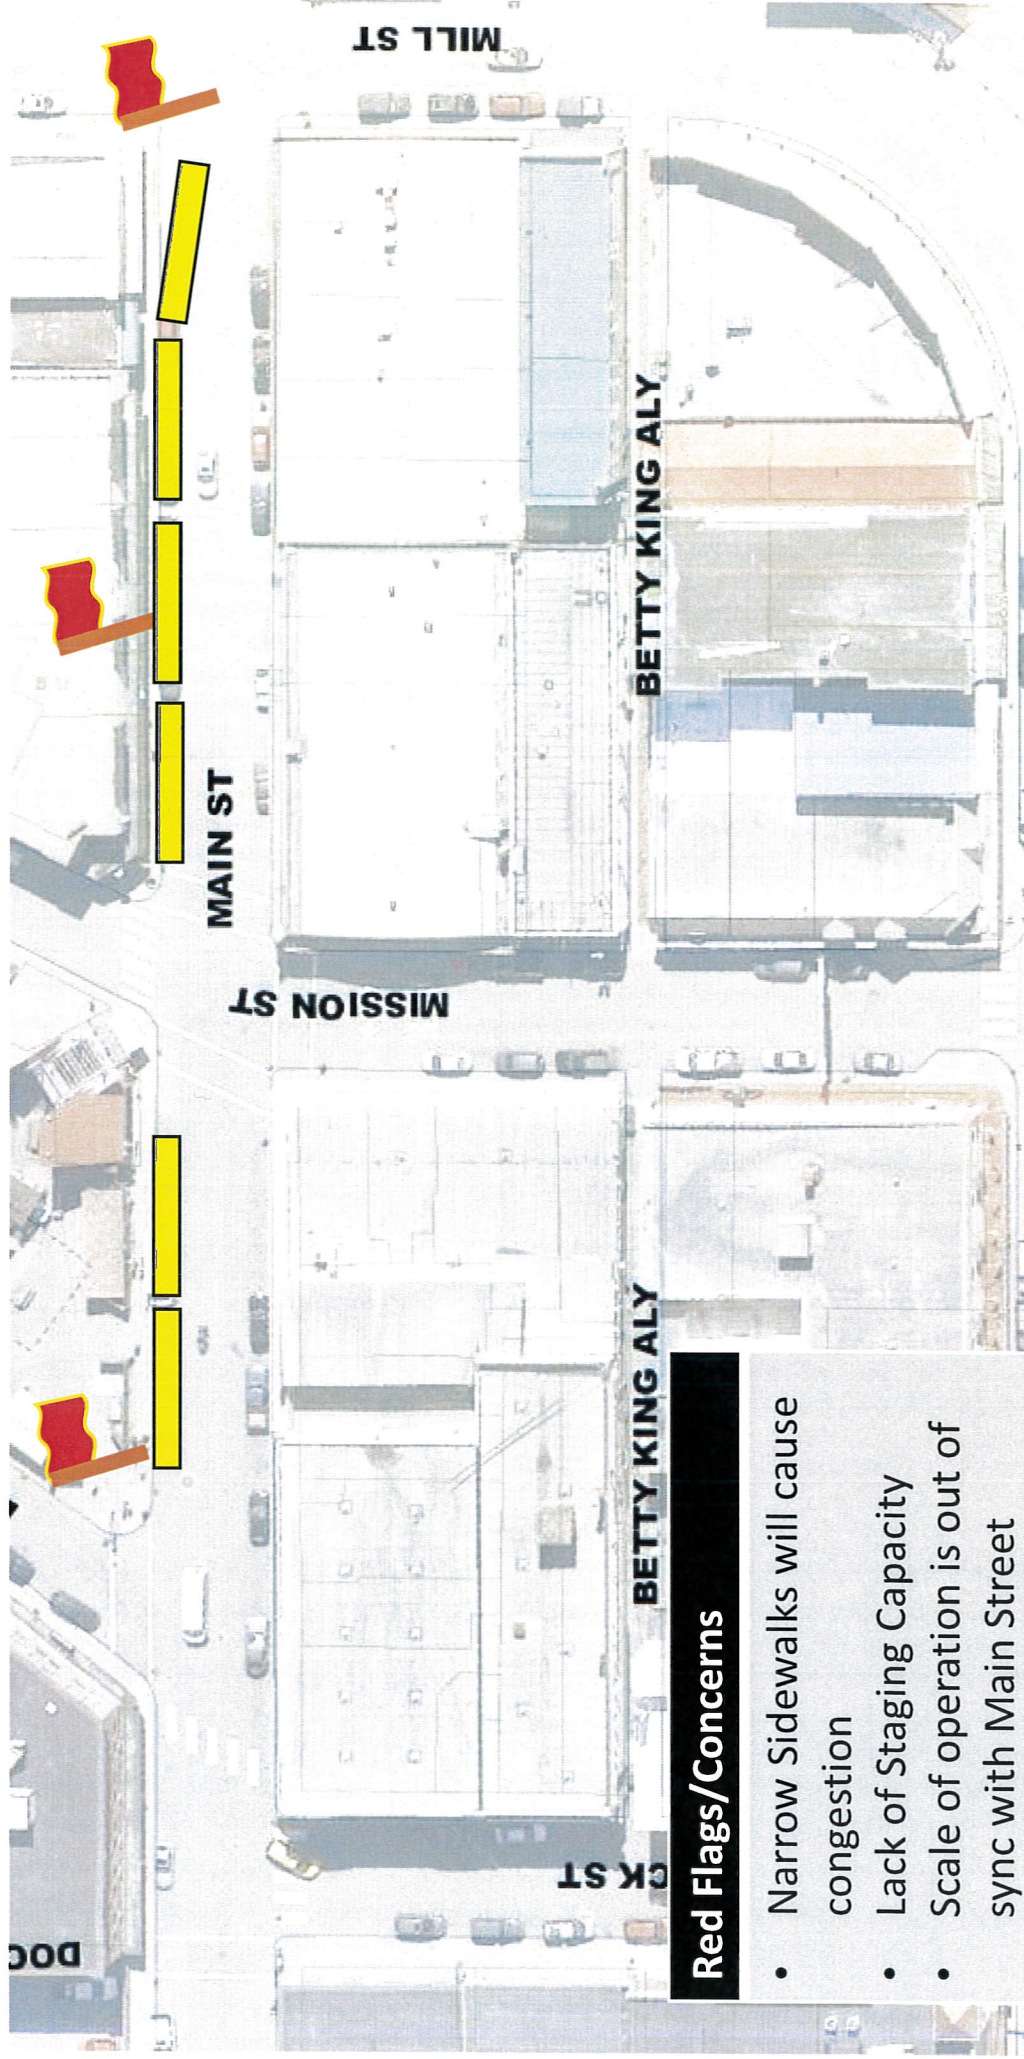 MILL ST
MAIN ST
MISSION ST
BETTY KING ALY
BETTY KING ALY
CK ST
DOC
Red Flags/Concerns
• Narrow Sidewalks will cause
congestion
• Lack of Staging Capacity
• Scale of operation is out of
sync with Main Street